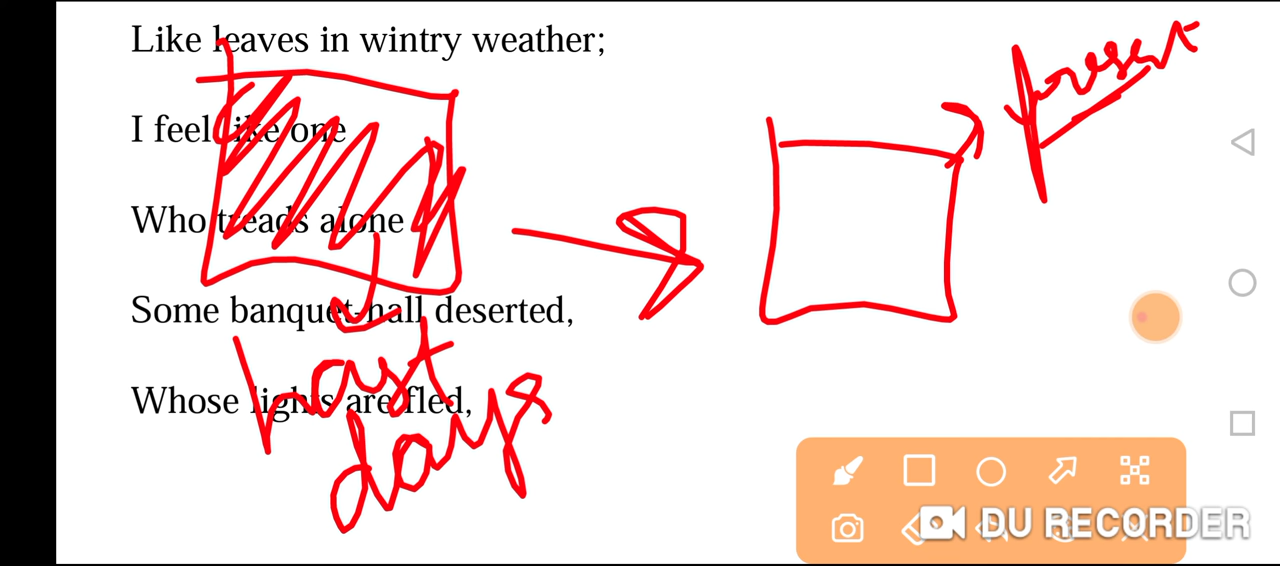 Like leaves in wintry weather;
I feel like one
Who treads alone
Some banquet-hall deserted,
Whose lights are fled,
past
days
present
DU RECORDER